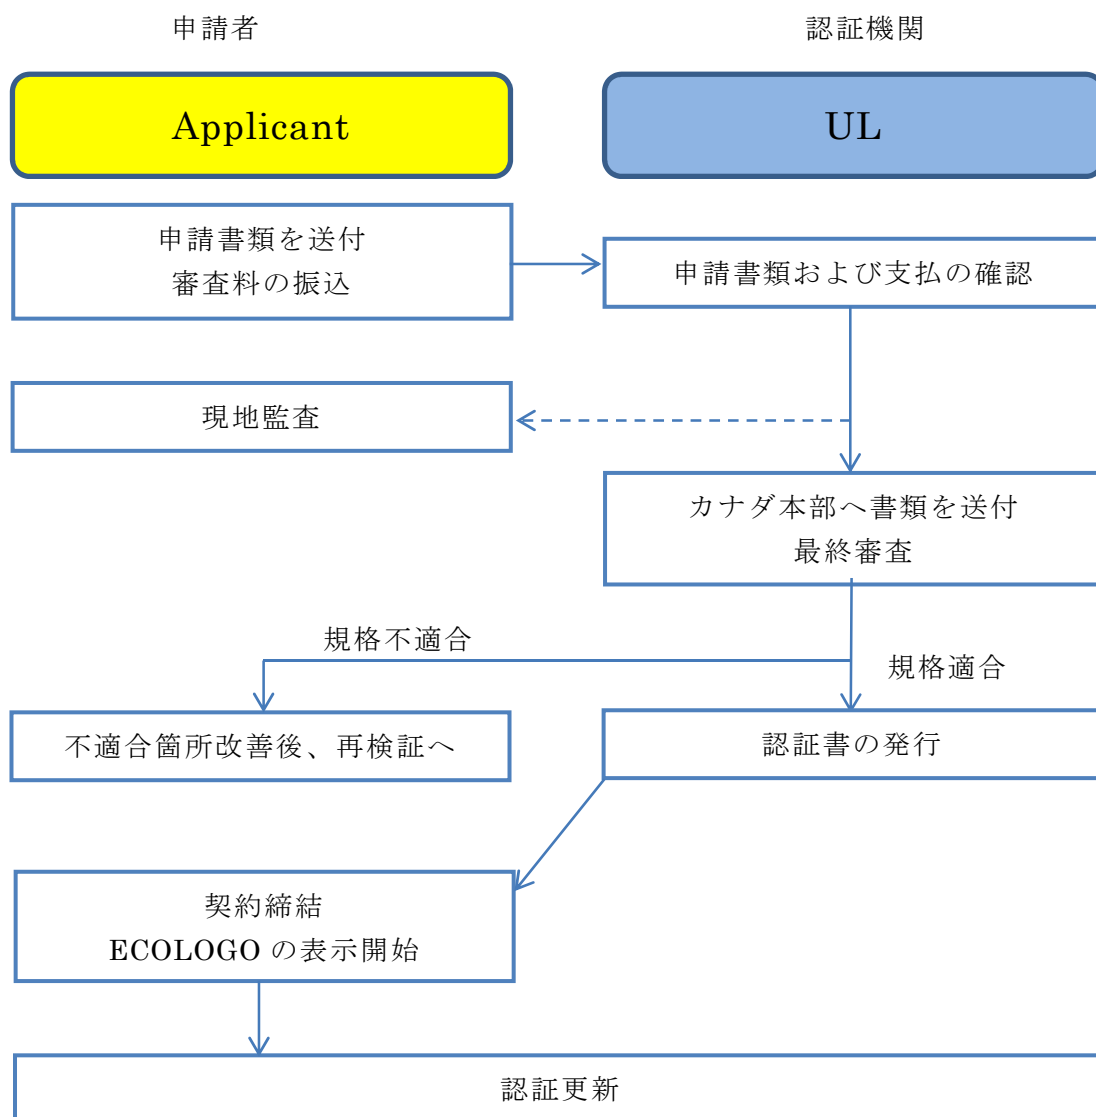 申請者
認証機関
Applicant
UL
申請書類を送付
審査料の振込
申請書類および支払の確認
現地監査
カナダ本部へ書類を送付
最終審査
規格不適合
規格適合
不適合箇所改善後、再検証へ
認証書の発行
契約締結
ECOLOGO の表示開始
認証更新